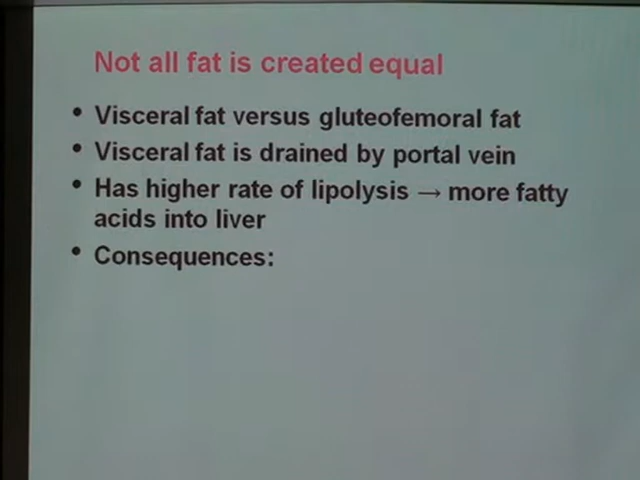 Not all fat is created equal
• Visceral fat versus gluteofemoral fat
• Visceral fat is drained by portal vein
• Has higher rate of lipolysis → more fatty
acids into liver
• Consequences: